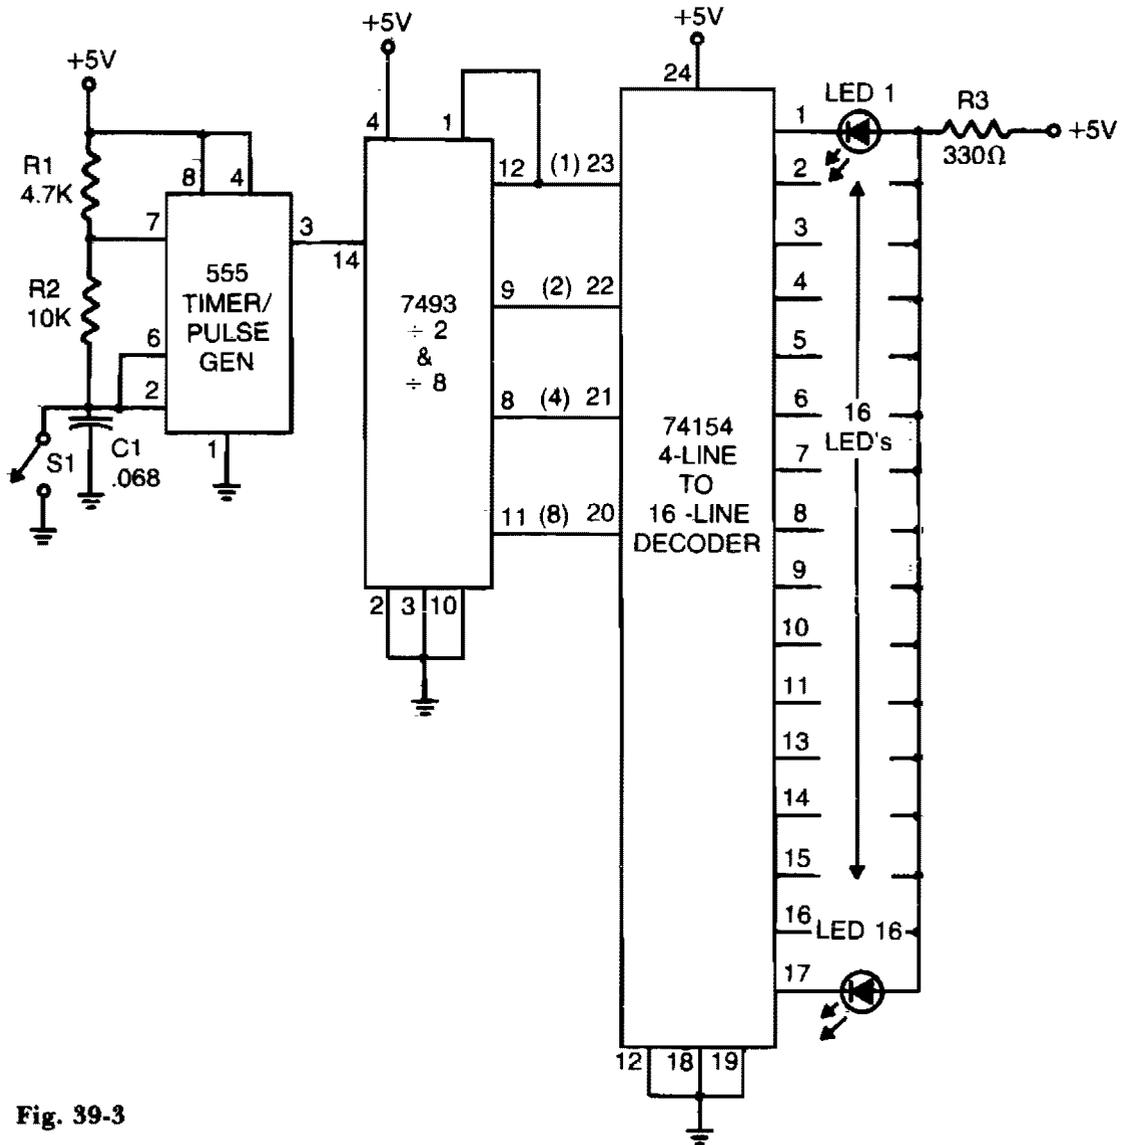 +5V
R1
4.7K
R2
10K
S1
C1
.068
8
4
7
6
2
3
1
555
TIMER/
PULSE
GEN
+5V
4
1
14
12
9
8
11
2
3
10
7493
÷ 2
&
÷ 8
(1)
(2)
(4)
(8)
+5V
24
23
22
21
20
74154
4-LINE
TO
16 -LINE
DECODER
12
18
19
1
2
3
4
5
6
7
8
9
10
11
13
14
15
16
17
LED 1
16
LED's
LED 16
R3
330Ω
+5V
Fig. 39-3